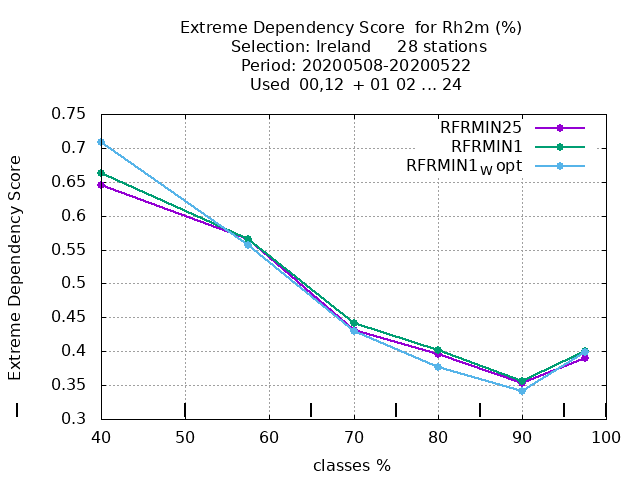 Extreme Dependency Score  for Rh2m (%)
Selection: Ireland     28 stations
Period: 20200508-20200522
Used  00,12  + 01 02 ... 24
RFRMIN25
RFRMIN1
RFRMIN1W opt
0.75
0.7
0.65
0.6
0.55
0.5
0.45
0.4
0.35
0.3
Extreme Dependency Score
40 50 60 70 80 90 100
classes %